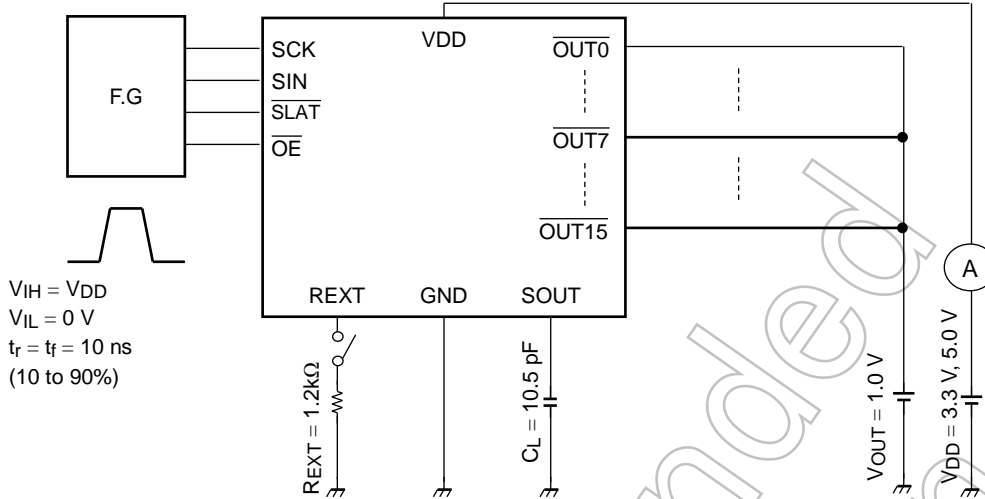 F.G
SCK
SIN
SLAT
OE
VDD
OUT0
OUT7
OUT15
A
REXT
GND
SOUT
VIH = VDD
VIL = 0 V
tr = tf = 10 ns
(10 to 90%)
REXT = 1.2kΩ
CL = 10.5 pF
VOUT = 1.0 V
VDD = 3.3 V, 5.0 V
nded